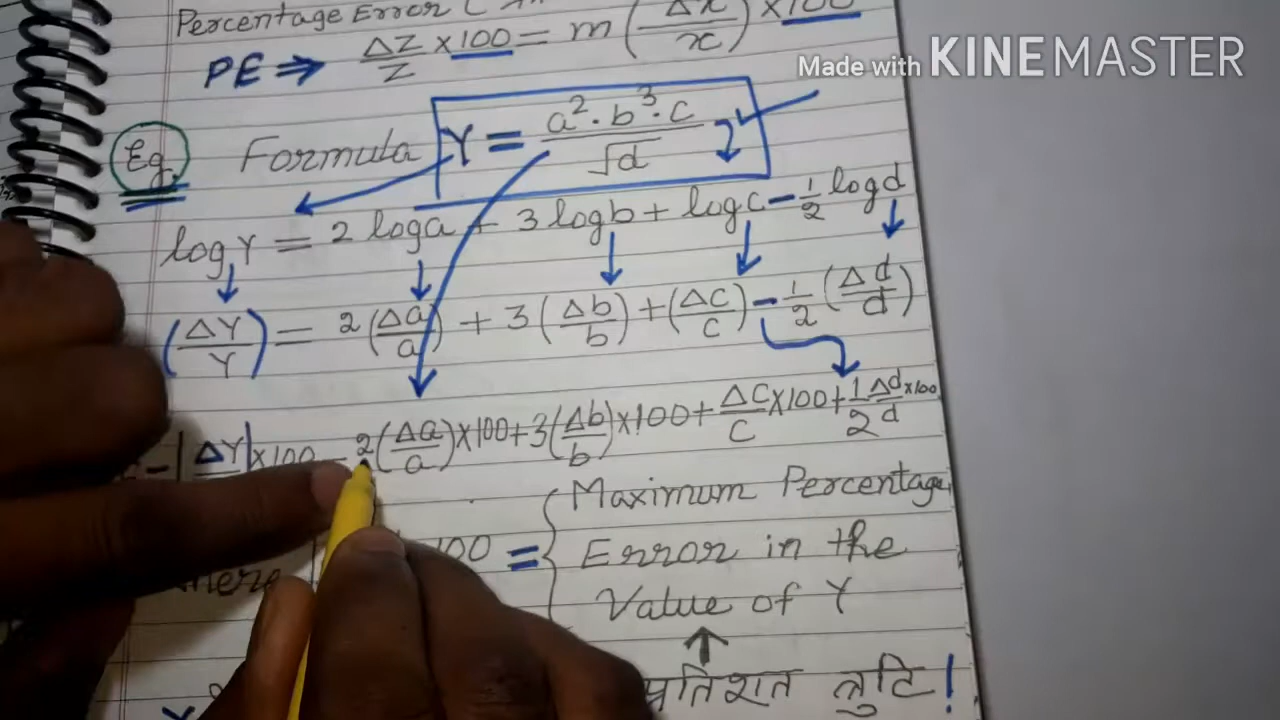 Percentage Error
PE ⇒ ΔZ/Z × 100 = m (Δx/x) × 100
Made with KINEMASTER
Eg. Formula Y = a². b³. c / √d
log Y = 2 log a + 3 log b + log c - 1/2 log d
(ΔY/Y) = 2 (Δa/a) + 3 (Δb/b) + (Δc/c) - 1/2 (Δd/d)
ΔY × 100 = 2 (Δa/a) × 100 + 3 (Δb/b) × 100 + Δc/c × 100 + 1/2 Δd/d × 100
Maximum Percentage
100 = Error in the
Value of Y
प्रतिशत त्रुटि !